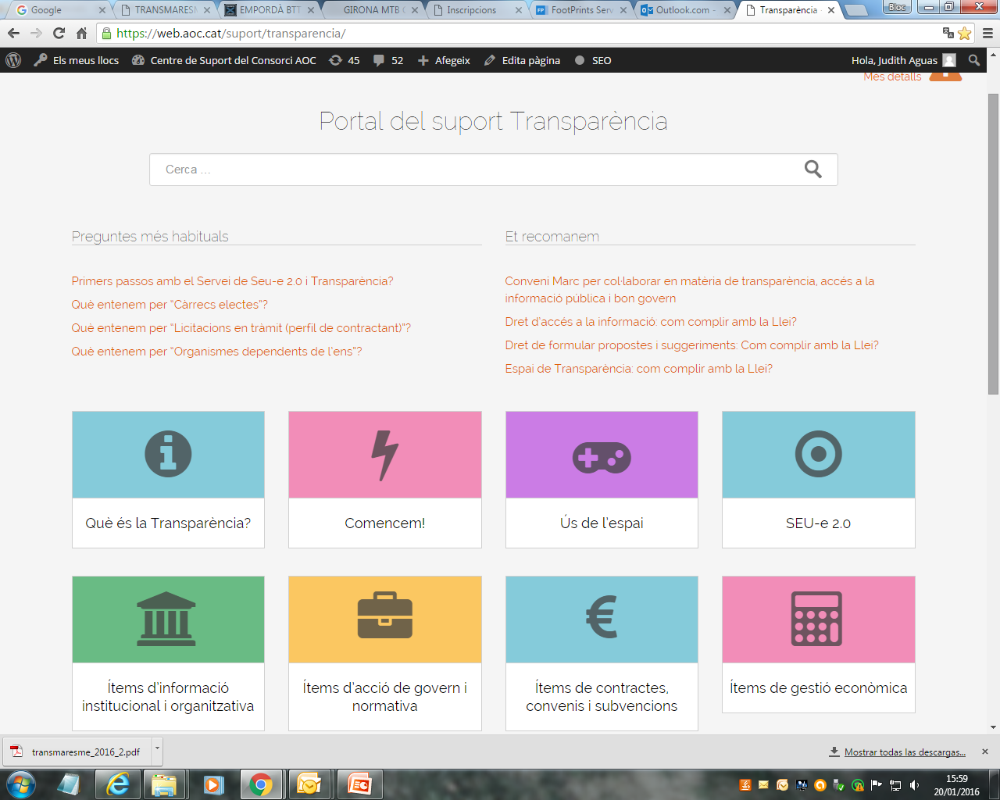 Google
TRANSMARESM
EMPORDÀ BTT
GIRONA MTB
Inscripcions
FootPrints Serv
Outlook.com -
Transparència -
Bloc
https://web.aoc.cat/suport/transparencia/
Els meus llocs
Centre de Suport del Consorci AOC
45
52
Afegeix
Edita pàgina
SEO
Hola, Judith Aguas
Més detalls
Portal del suport Transparència
Cerca ...
Preguntes més habituals
Primers passos amb el Servei de Seu-e 2.0 i Transparència?
Què entenem per “Càrrecs electes”?
Què entenem per “Licitacions en tràmit (perfil de contractant)”?
Què entenem per “Organismes dependents de l'ens”?
Et recomanem
Conveni Marc per col·laborar en matèria de transparència, accés a la
informació pública i bon govern
Dret d'accés a la informació: com complir amb la Llei?
Dret de formular propostes i suggeriments: Com complir amb la Llei?
Espai de Transparència: com complir amb la Llei?
Què és la Transparència?
Comencem!
Ús de l'espai
SEU-e 2.0
Ítems d'informació
institucional i organitzativa
Ítems d'acció de govern i
normativa
Ítems de contractes,
convenis i subvencions
Ítems de gestió econòmica
transmaresme_2016_2.pdf
Mostrar todas las descargas...
15:59
20/01/2016